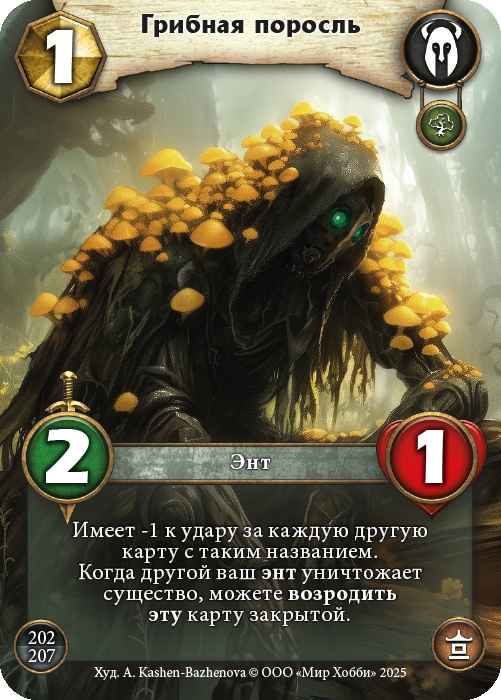 Грибная поросль
1
2
Энт
1
Имеет -1 к удару за каждую другую
карту с таким названием.
Когда другой ваш энт уничтожает
существо, можете возродить
эту карту закрытой.
202
207
Худ. A. Kashen-Bazhenova © ООО «Мир Хобби» 2025